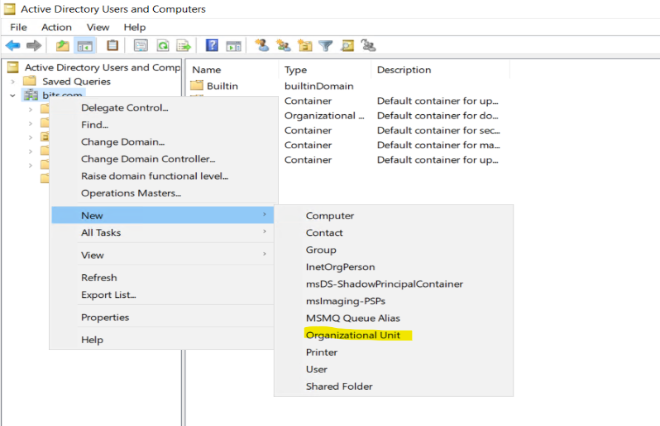 Active Directory Users and Computers
File Action View Help
Active Directory Users and Comp
Saved Queries
bits.com
Name Type Description
Builtin builtinDomain
Container Default container for up...
Organizational ... Default container for do...
Container Default container for sec...
Container Default container for ma...
Container Default container for up...
Delegate Control...
Find...
Change Domain...
Change Domain Controller...
Raise domain functional level...
Operations Masters...
New
All Tasks
View
Refresh
Export List...
Properties
Help
Computer
Contact
Group
InetOrgPerson
msDS-ShadowPrincipalContainer
msImaging-PSPs
MSMQ Queue Alias
Organizational Unit
Printer
User
Shared Folder